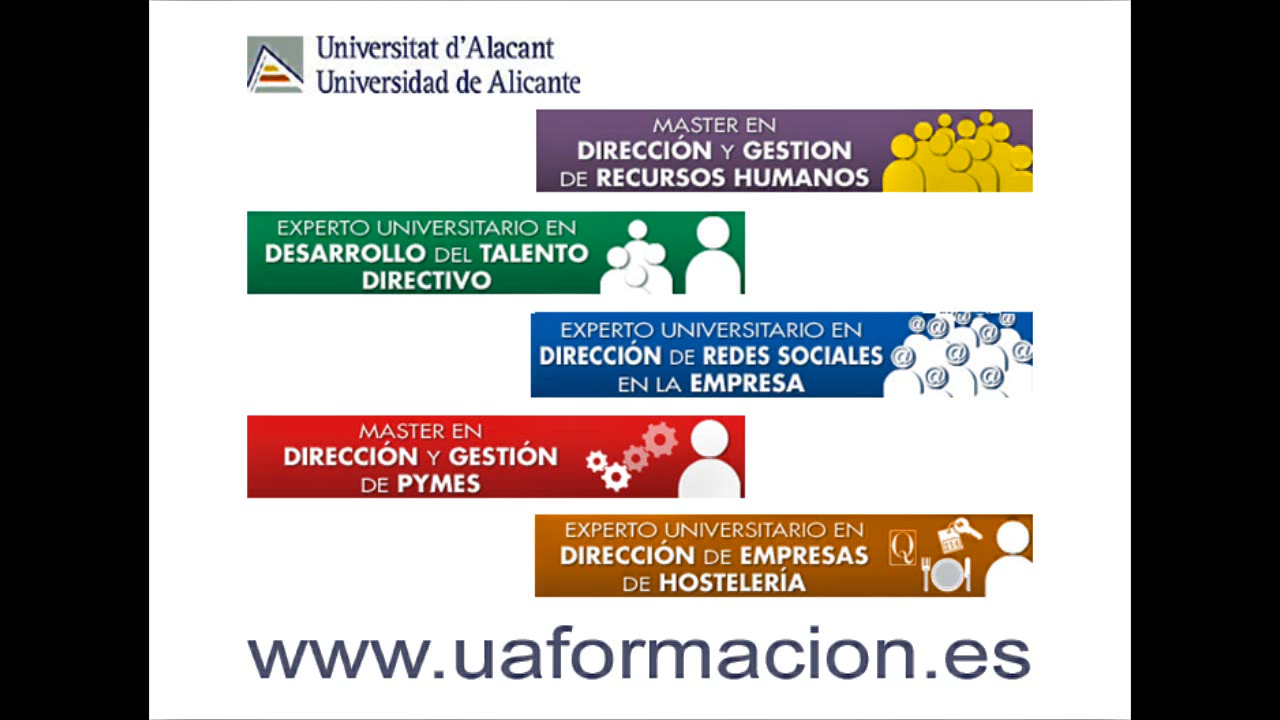 Universitat d'Alacant
Universidad de Alicante
MASTER EN
DIRECCIÓN Y GESTION
DE RECURSOS HUMANOS
EXPERTO UNIVERSITARIO EN
DESARROLLO DEL TALENTO
DIRECTIVO
EXPERTO UNIVERSITARIO EN
DIRECCIÓN DE REDES SOCIALES
EN LA EMPRESA
@ @ @ @ @ @ @ @ @ @
MASTER EN
DIRECCIÓN Y GESTIÓN
DE PYMES
EXPERTO UNIVERSITARIO EN
DIRECCIÓN DE EMPRESAS
DE HOSTELERÍA
Q
www.uaformacion.es